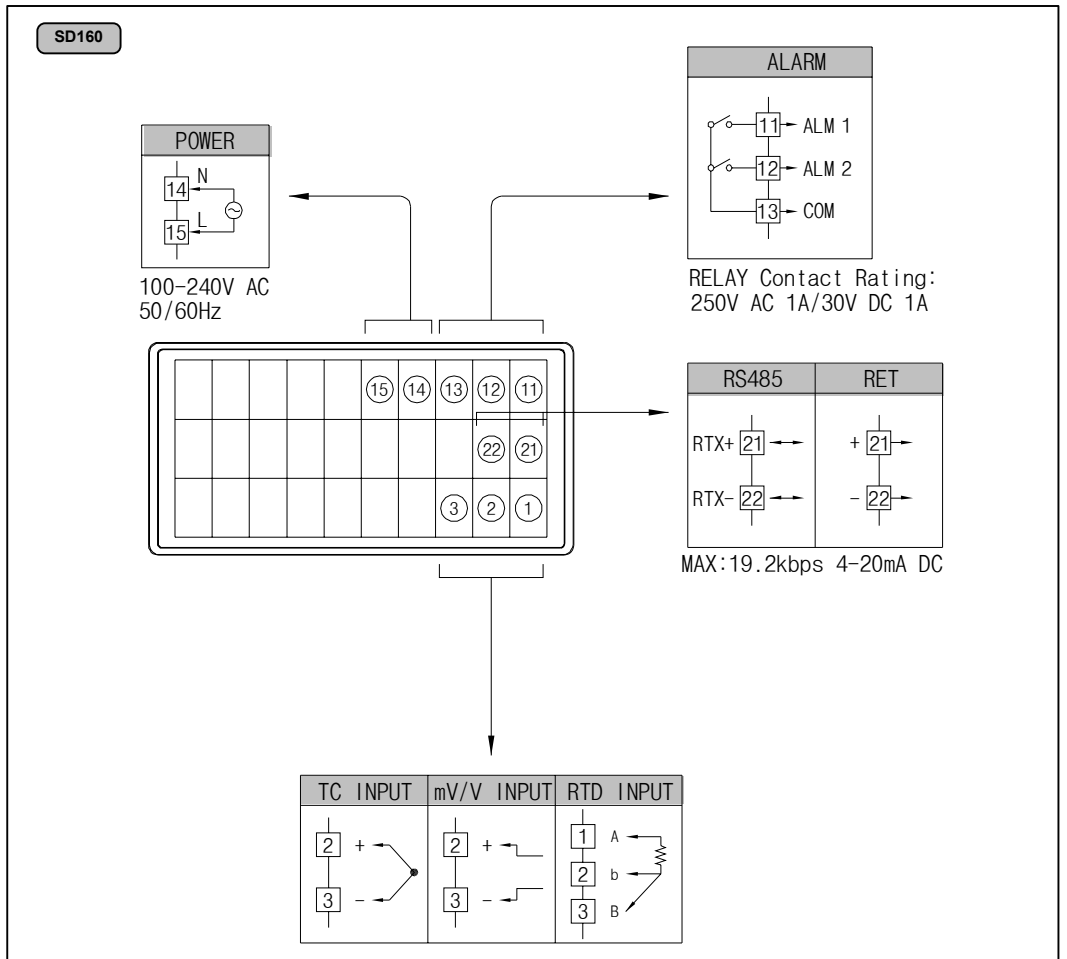 SD160
ALARM
11 ALM 1
12 ALM 2
13 COM
RELAY Contact Rating:
250V AC 1A/30V DC 1A
POWER
14 N
15 L
100-240V AC
50/60Hz
15 14 13 12 11
22 21
3 2 1
RS485 RET
RTX+ 21 + 21
RTX- 22 - 22
MAX:19.2kbps 4-20mA DC
TC INPUT mV/V INPUT RTD INPUT
2 + 2 + 1 A
2 b
3 - 3 - 3 B